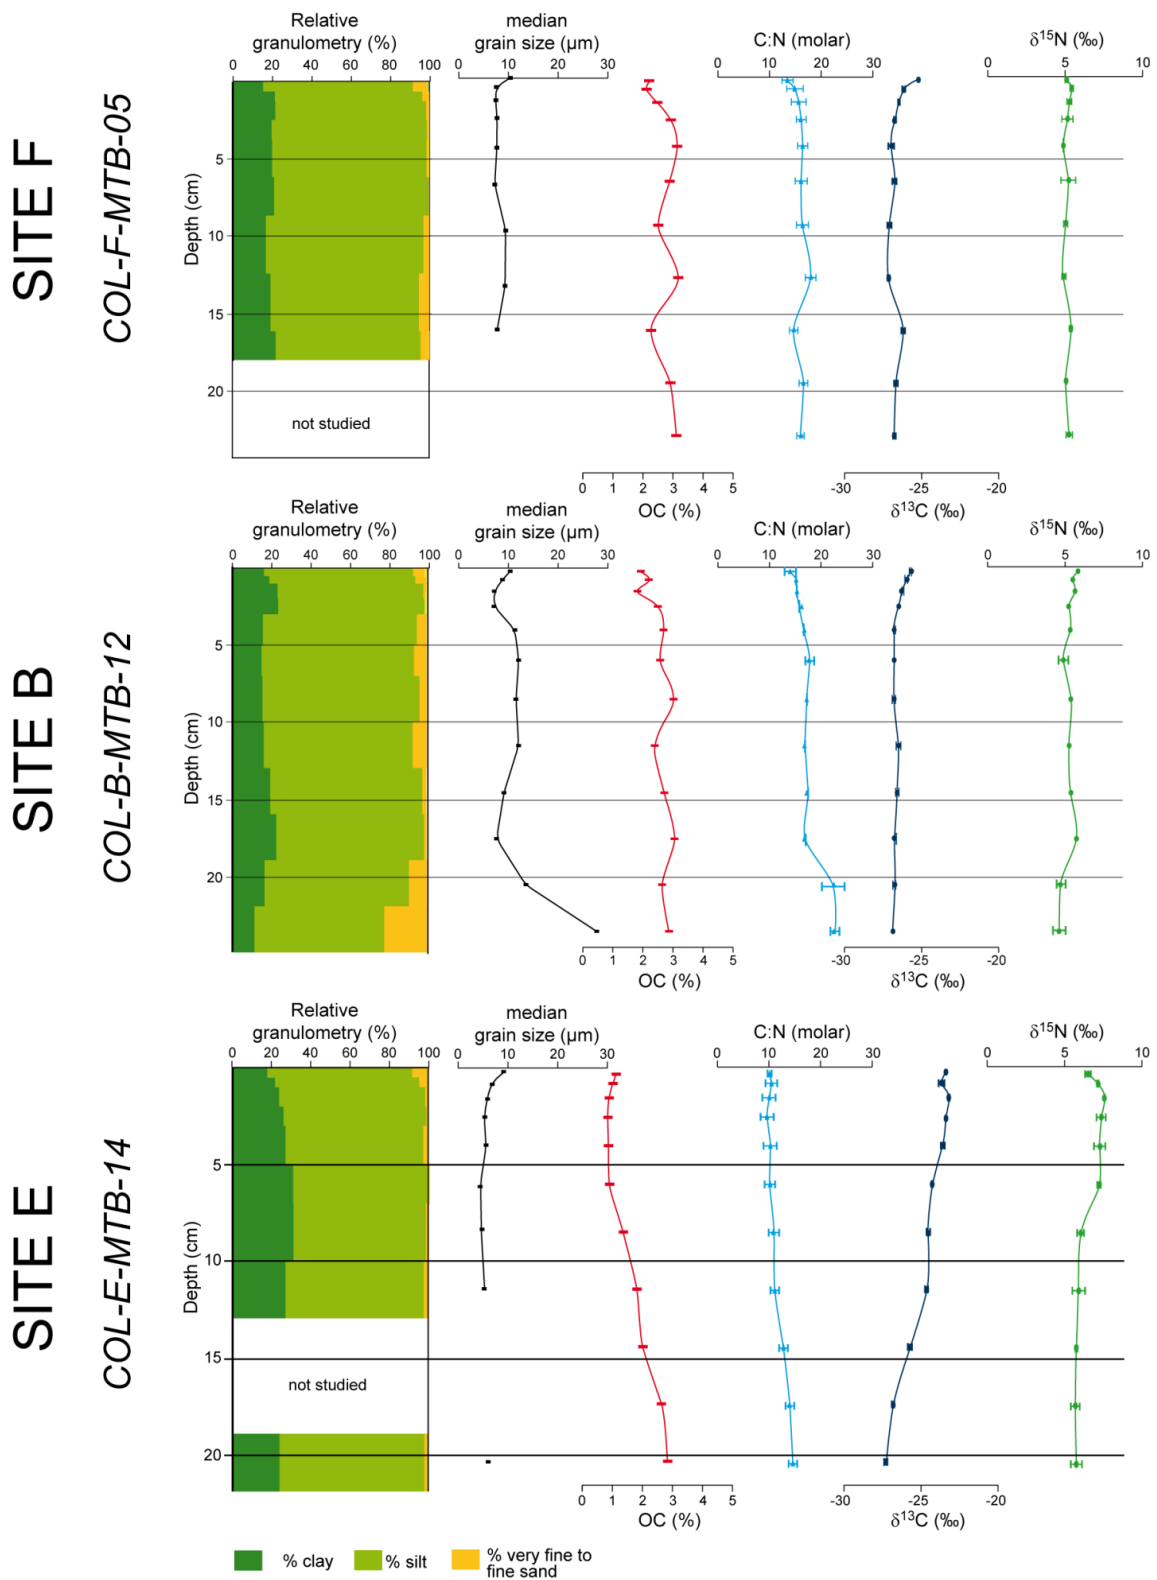 SITE F
COL-F-MTB-05
Relative
granulometry (%)
0 20 40 60 80 100
median
grain size (µm)
0 10 20 30
C:N (molar)
0 10 20 30
δ¹⁵N (‰)
0 5 10
Depth (cm)
5
10
15
20
not studied
0 1 2 3 4 5
OC (%)
-30 -25 -20
δ¹³C (‰)
SITE B
COL-B-MTB-12
Relative
granulometry (%)
0 20 40 60 80 100
median
grain size (µm)
0 10 20 30
C:N (molar)
0 10 20 30
δ¹⁵N (‰)
0 5 10
Depth (cm)
5
10
15
20
0 1 2 3 4 5
OC (%)
-30 -25 -20
δ¹³C (‰)
SITE E
COL-E-MTB-14
Relative
granulometry (%)
0 20 40 60 80 100
median
grain size (µm)
0 10 20 30
C:N (molar)
0 10 20 30
δ¹⁵N (‰)
0 5 10
Depth (cm)
5
10
15
20
not studied
0 1 2 3 4 5
OC (%)
-30 -25 -20
δ¹³C (‰)
% clay
% silt
% very fine to
fine sand